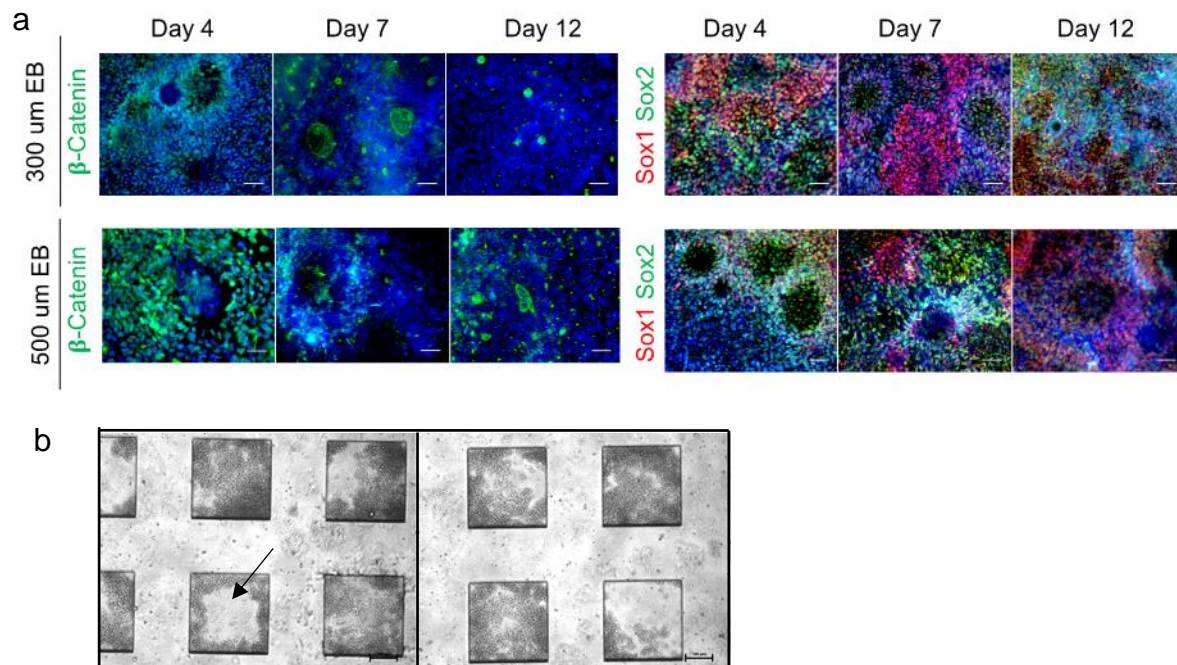 a
Day 4 Day 7 Day 12 Day 4 Day 7 Day 12
300 um EB
β-Catenin
Sox1 Sox2
500 um EB
β-Catenin
Sox1 Sox2
b